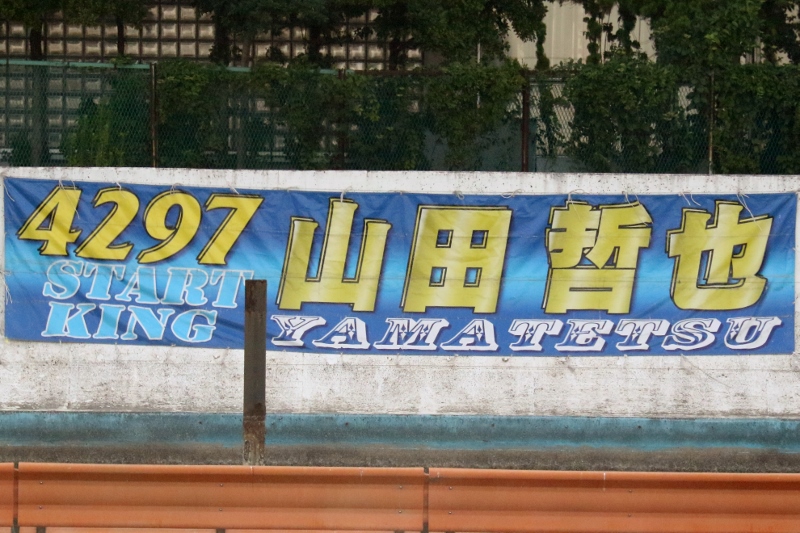 4297 山田哲也
START
KING
YAMATETSU